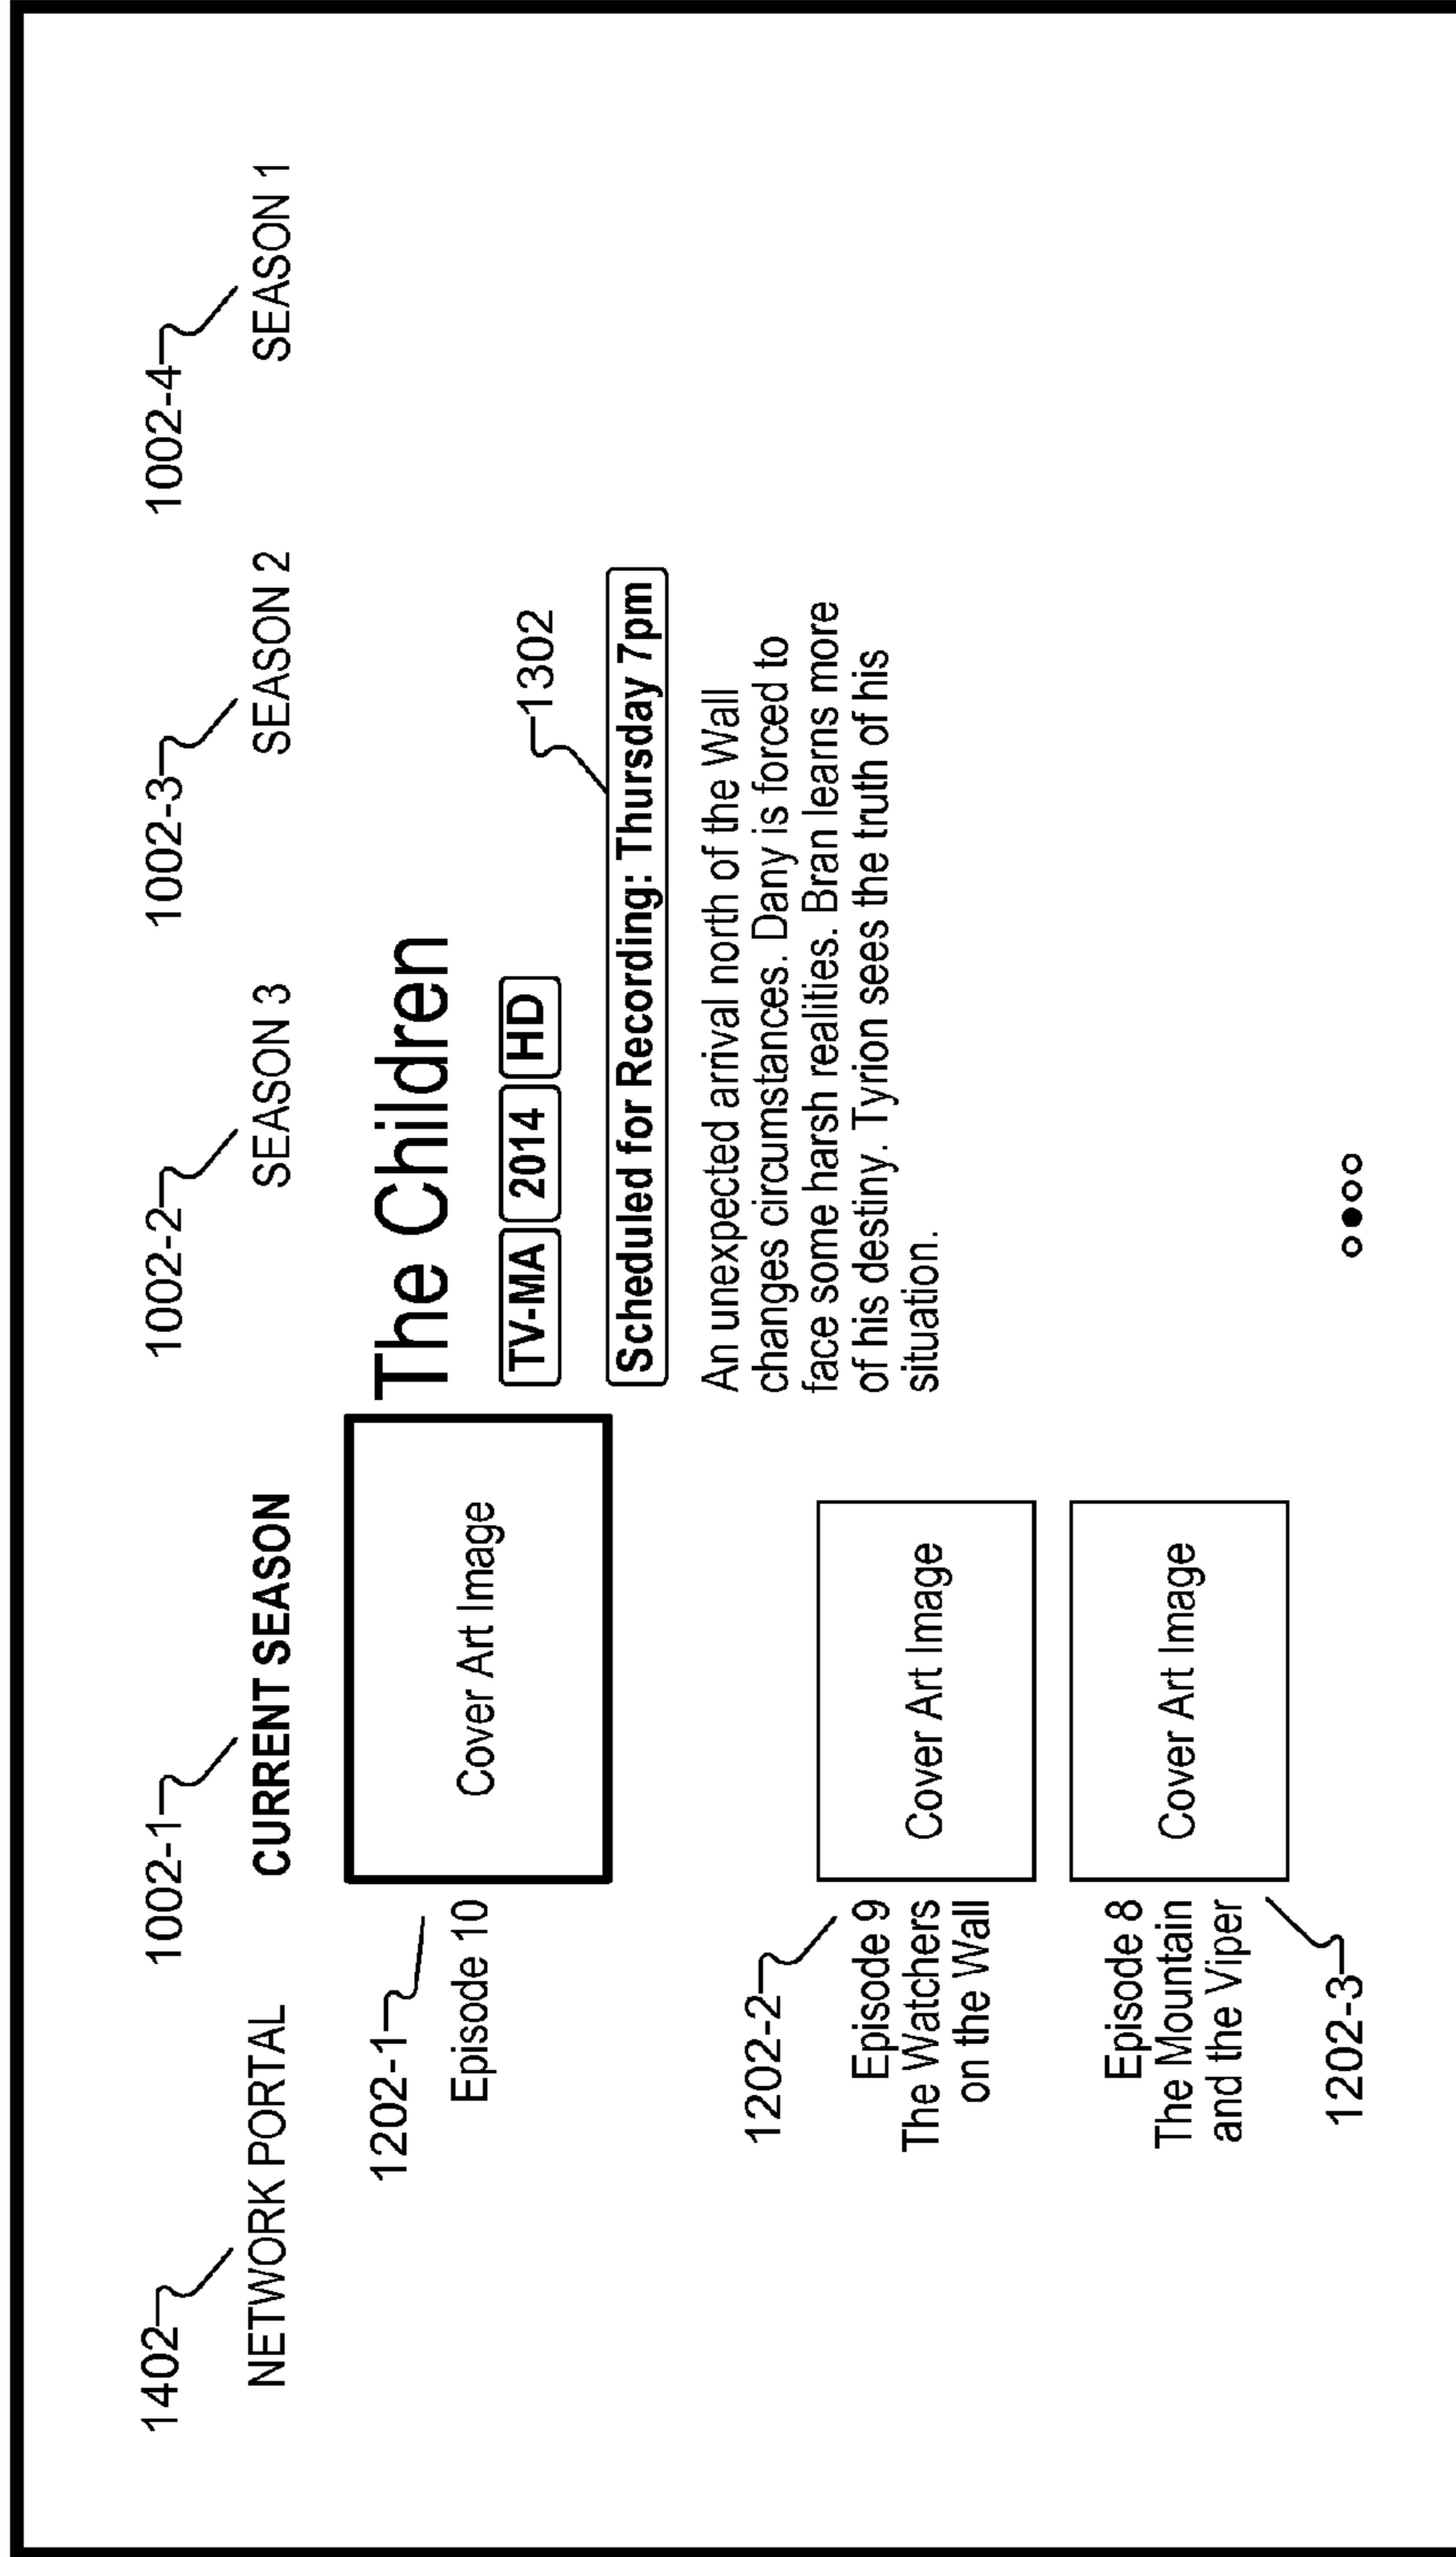 1402
1002-1
1002-2
1002-3
1002-4
NETWORK PORTAL
CURRENT SEASON
SEASON 3
SEASON 2
SEASON 1
1202-1
Episode 10
Cover Art Image
The Children
TV-MA 2014 HD
1302
Scheduled for Recording: Thursday 7pm
An unexpected arrival north of the Wall
changes circumstances. Dany is forced to
face some harsh realities. Bran learns more
of his destiny. Tyrion sees the truth of his
situation.
1202-2
Episode 9
The Watchers
on the Wall
Cover Art Image
Episode 8
The Mountain
and the Viper
Cover Art Image
1202-3